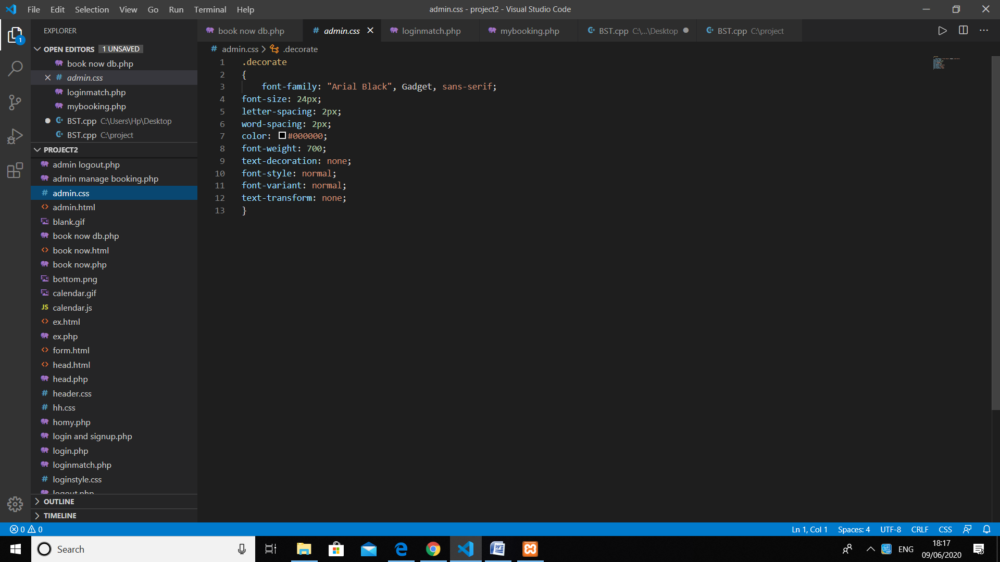 File Edit Selection View Go Run Terminal Help
admin.css - project2 - Visual Studio Code
EXPLORER
OPEN EDITORS 1 UNSAVED
book now db.php
admin.css
loginmatch.php
mybooking.php
BST.cpp C:\Users\Hp\Desktop
BST.cpp C:\project
PROJECT2
admin logout.php
admin manage booking.php
admin.css
admin.html
blank.gif
book now db.php
book now.html
book now.php
bottom.png
calendar.gif
calendar.js
ex.html
ex.php
form.html
head.html
head.php
header.css
hh.css
homy.php
login and signup.php
login.php
loginmatch.php
loginstyle.css
logout.php
OUTLINE
TIMELINE
book now db.php admin.css loginmatch.php mybooking.php BST.cpp C:\...\Desktop BST.cpp C:\project
admin.css > .decorate
1 .decorate
2 {
3 font-family: "Arial Black", Gadget, sans-serif;
4 font-size: 24px;
5 letter-spacing: 2px;
6 word-spacing: 2px;
7 color: #000000;
8 font-weight: 700;
9 text-decoration: none;
10 font-style: normal;
11 font-variant: normal;
12 text-transform: none;
13 }
0 0
Ln 1, Col 1 Spaces: 4 UTF-8 CRLF CSS
Search
ENG
18:17
09/06/2020